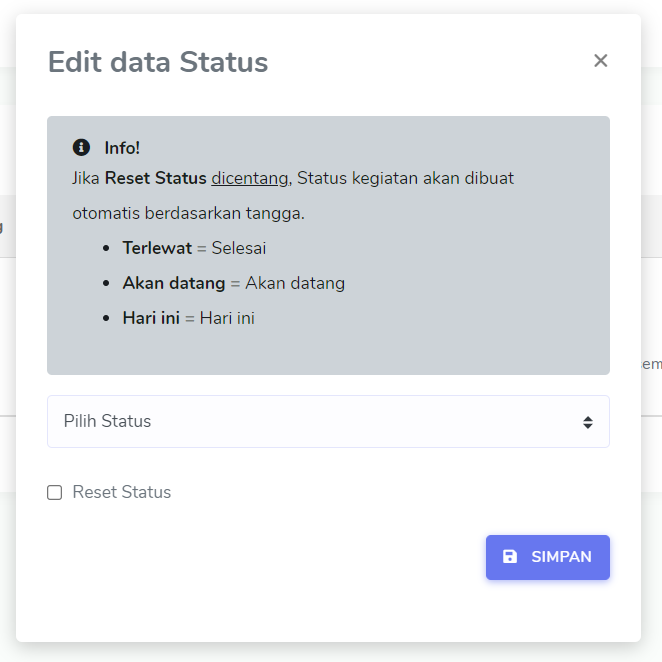 Edit data Status
×
Info!
Jika Reset Status dicentang, Status kegiatan akan dibuat
otomatis berdasarkan tangga.
• Terlewat = Selesai
• Akan datang = Akan datang
• Hari ini = Hari ini
Pilih Status
Reset Status
SIMPAN